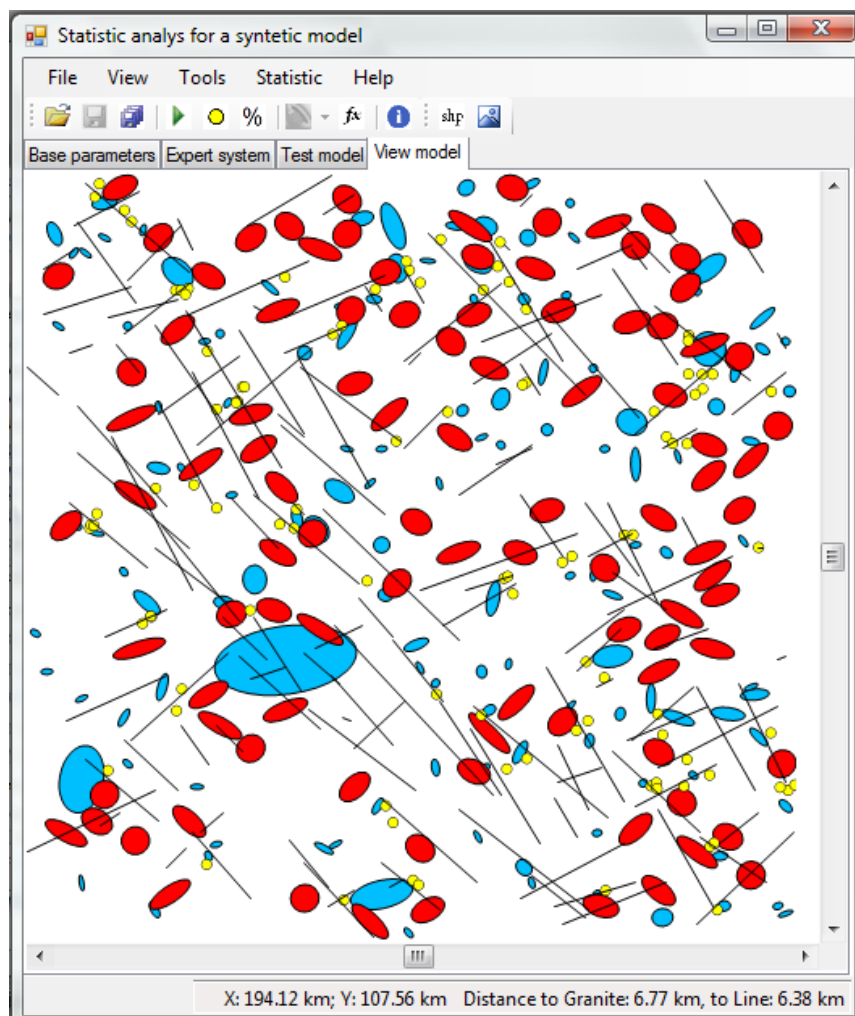 Statistic analys for a syntetic model
File View Tools Statistic Help
% fx i shp
Base parameters Expert system Test model View model
X: 194.12 km; Y: 107.56 km Distance to Granite: 6.77 km, to Line: 6.38 km